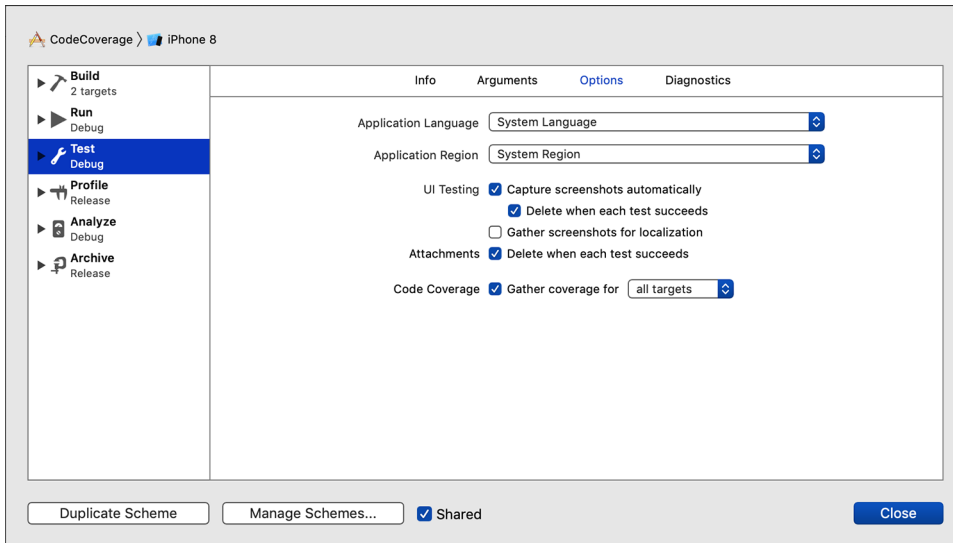 CodeCoverage 〉 iPhone 8
Build
2 targets
Run
Debug
Test
Debug
Profile
Release
Analyze
Debug
Archive
Release
Info Arguments Options Diagnostics
Application Language System Language
Application Region System Region
UI Testing Capture screenshots automatically
Delete when each test succeeds
Gather screenshots for localization
Attachments Delete when each test succeeds
Code Coverage Gather coverage for all targets
Duplicate Scheme Manage Schemes... Shared Close